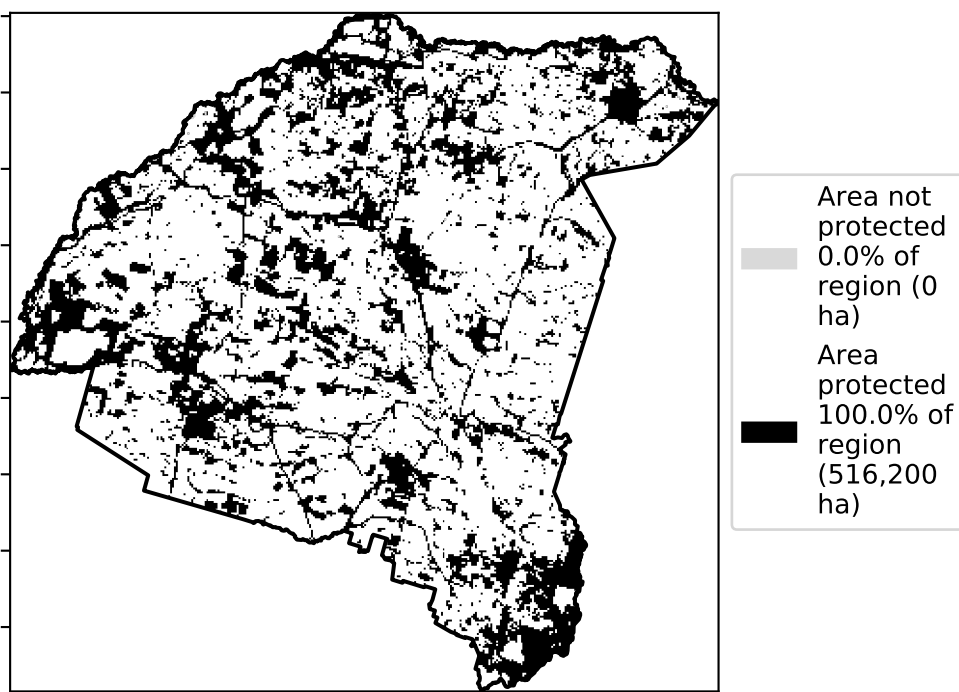 Area not
protected
0.0% of
region (0
ha)
Area
protected
100.0% of
region
(516,200
ha)